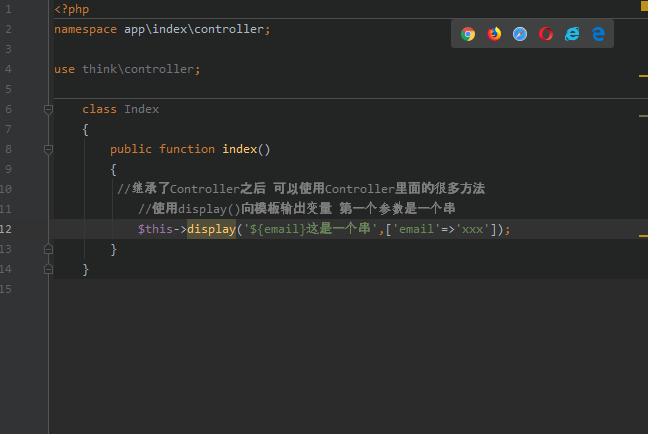 1 <?php
2 namespace app\index\controller;
3
4 use think\controller;
5
6 class Index
7 {
8 public function index()
9 {
10 //继承了Controller之后 可以使用Controller里面的很多方法
11 //使用display()向模板输出变量 第一个参数是一个串
12 $this->display('${email}这是一个串',['email'=>'xxx']);
13 }
14 }
15